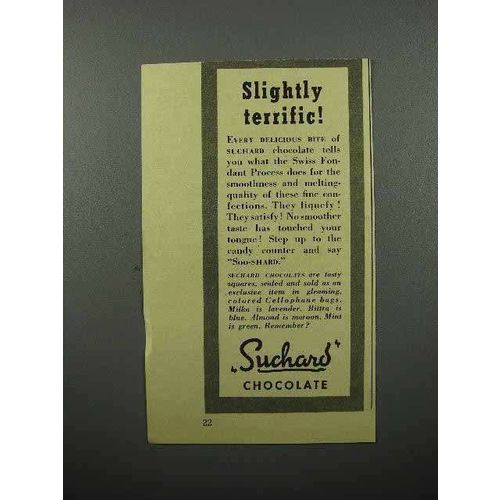 Slightly
terrific!
EVERY DELICIOUS BITE of
SUCHARD chocolate tells
you what the Swiss Fon-
dant Process does for the
smoothness and melting-
quality of these fine con-
fections. They liquefy!
They satisfy! No smoother
taste has touched your
tongue! Step up to the
candy counter and say
"SOO-SHARD."
SUCHARD CHOCOLATS are tasty
squares, sealed and sold as an
exclusive item in gleaming,
colored Cellophane bags.
Milka is lavender. Bittra is
blue. Almond is maroon. Mint
is green. Remember?
„Suchard"
CHOCOLATE
22